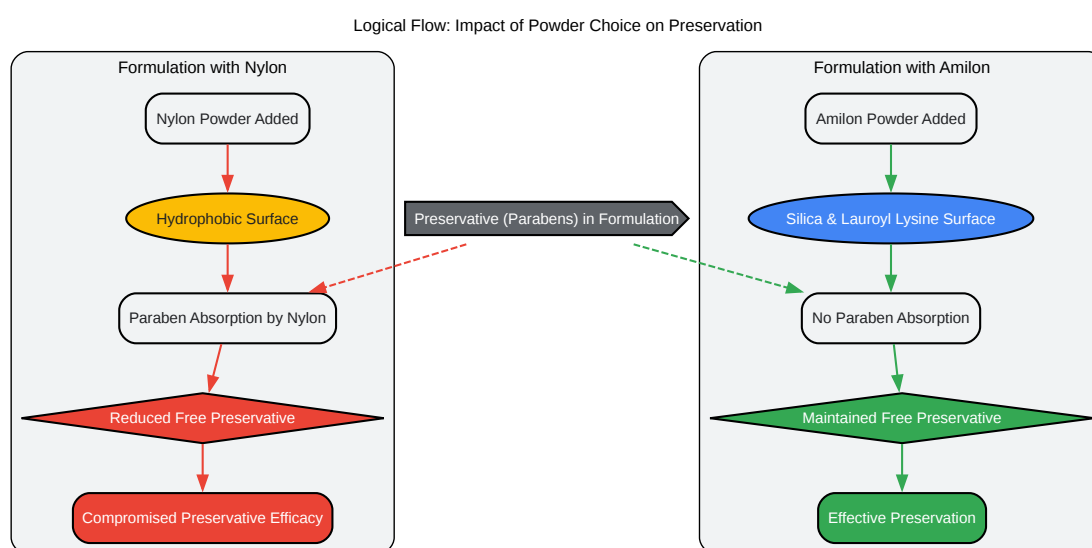 Logical Flow: Impact of Powder Choice on Preservation
Formulation with Nylon
Nylon Powder Added
Hydrophobic Surface
Paraben Absorption by Nylon
Reduced Free Preservative
Compromised Preservative Efficacy
Preservative (Parabens) in Formulation
Formulation with Amilon
Amilon Powder Added
Silica & Lauroyl Lysine Surface
No Paraben Absorption
Maintained Free Preservative
Effective Preservation